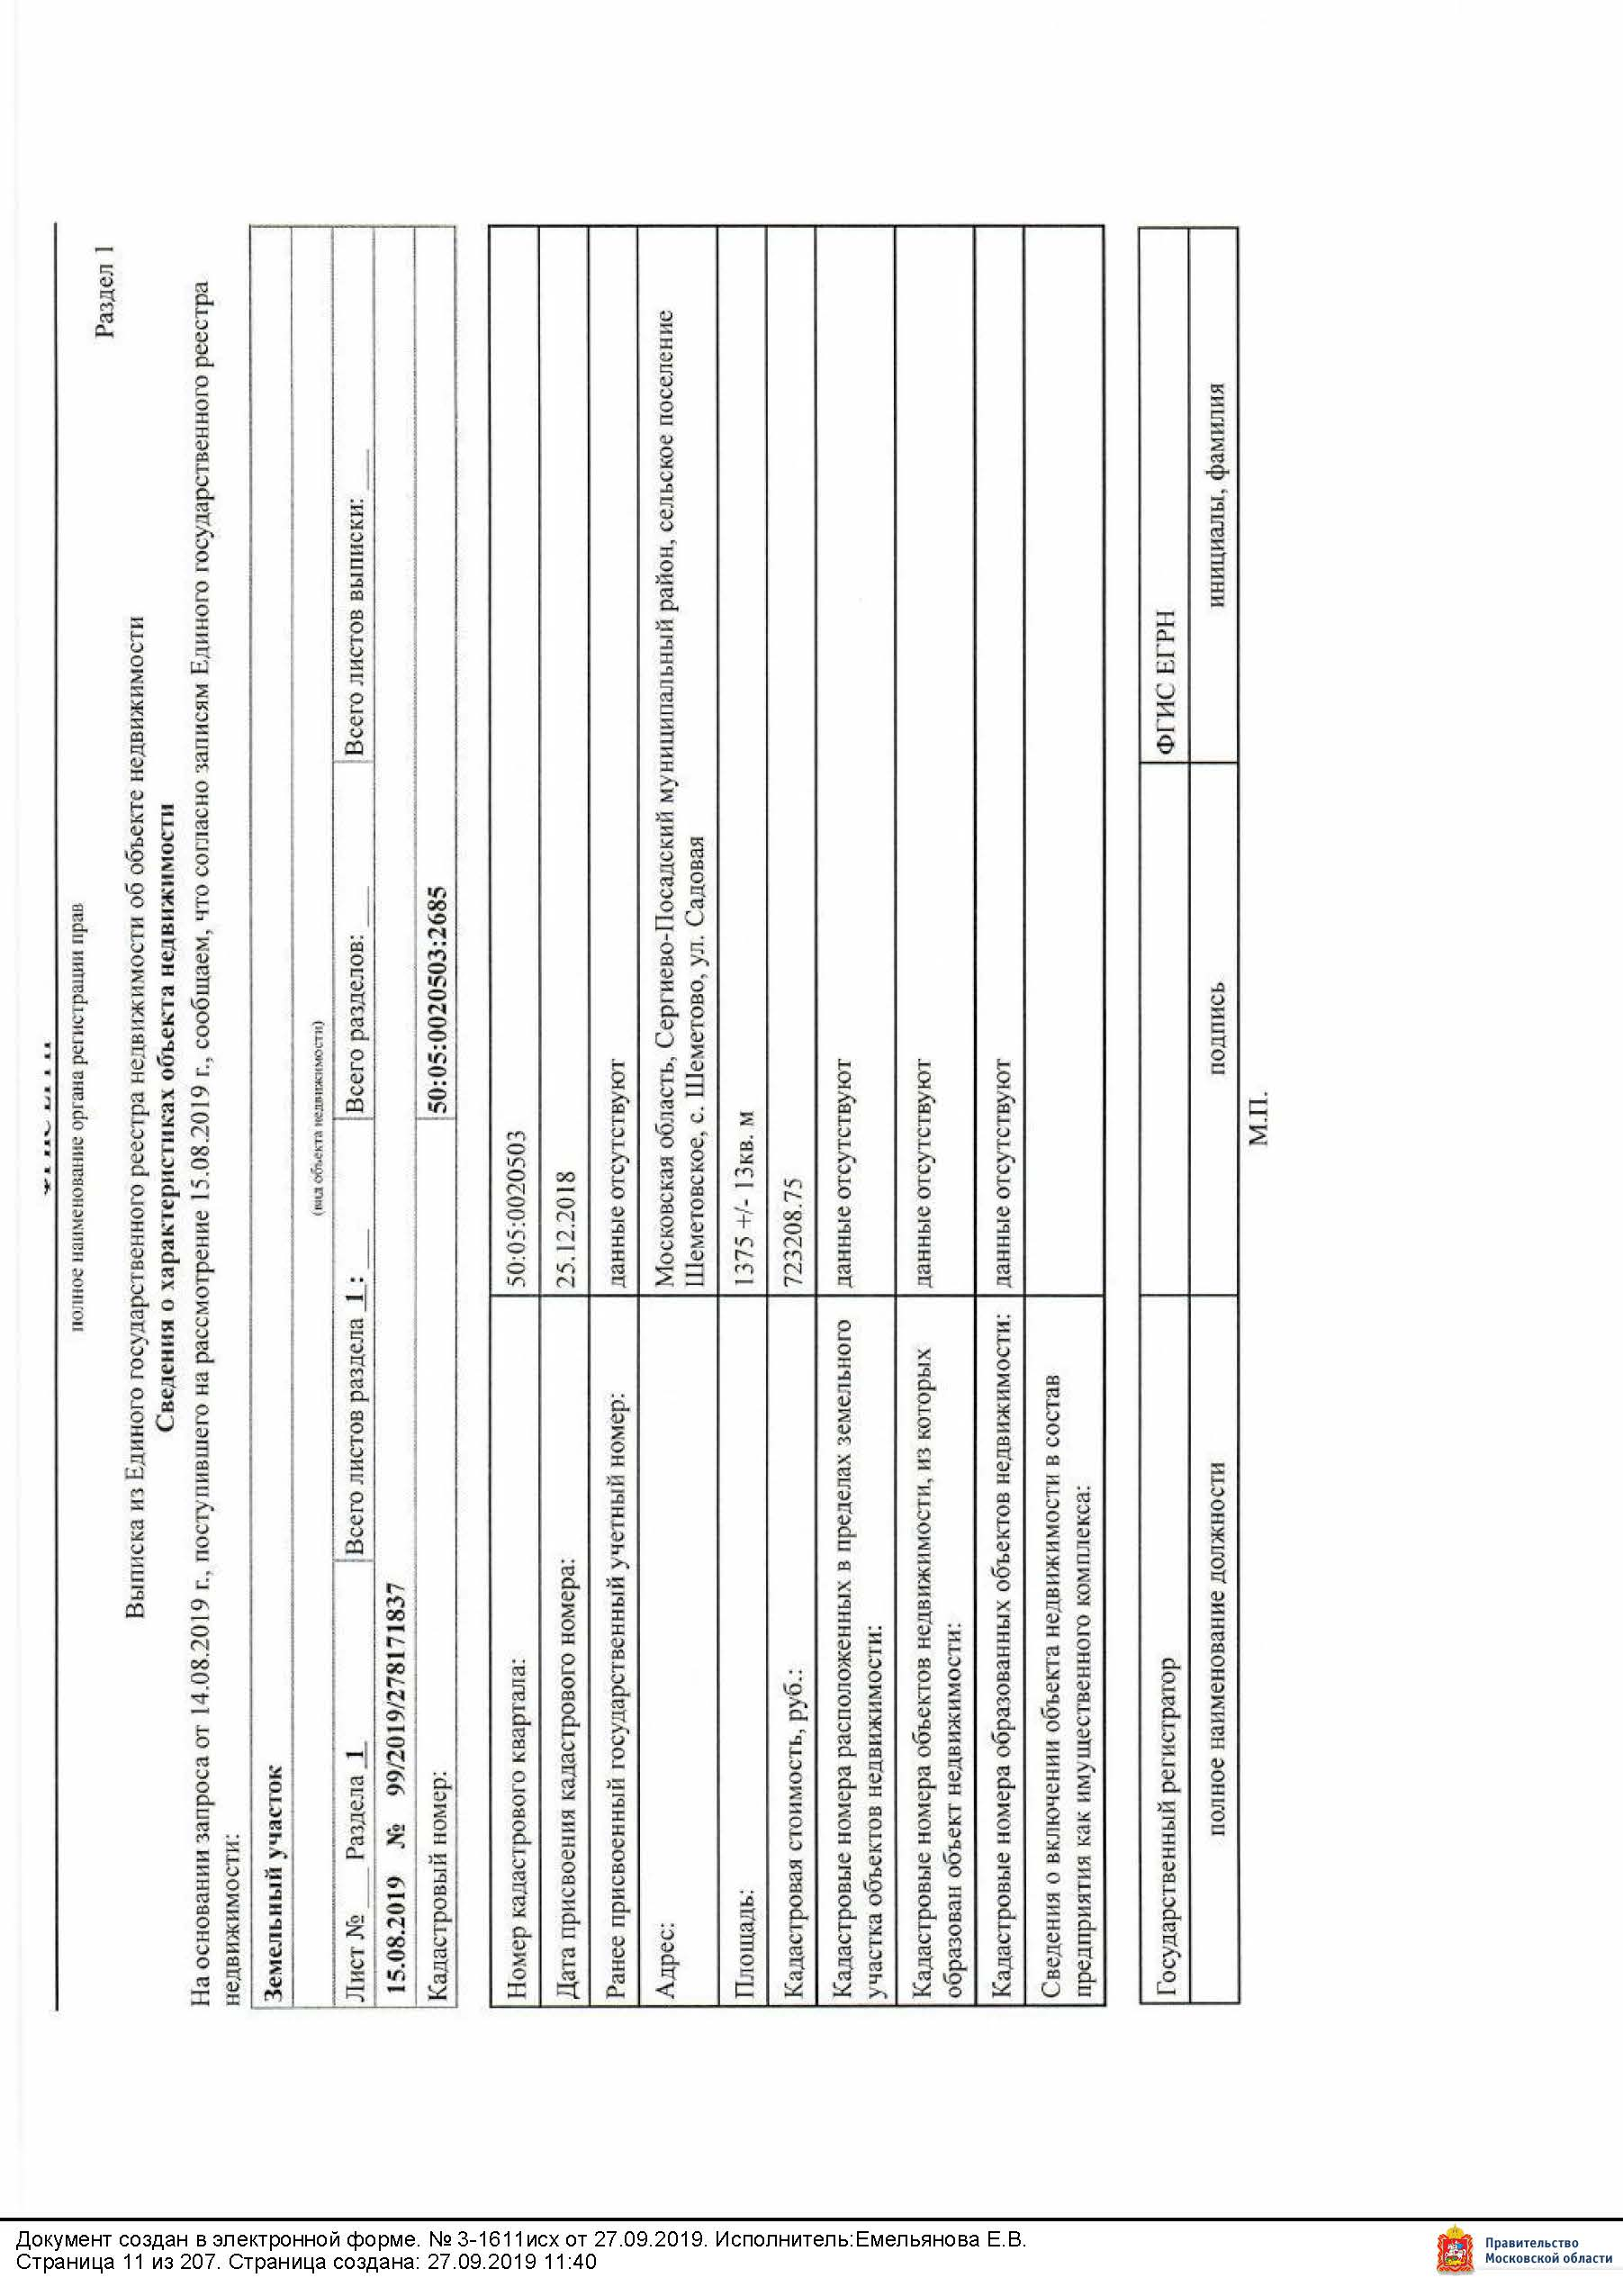 полное наименование органа регистрации прав
Раздел 1
Выписка из Единого государственного реестра недвижимости об объекте недвижимости
Сведения о характеристиках объекта недвижимости
На основании запроса от 14.08.2019 г., поступившего на рассмотрение 15.08.2019 г., сообщаем, что согласно записям Единого государственного реестра
недвижимости:
Земельный участок
(вид объекта недвижимости)
Лист № ___ Раздела 1 Всего листов раздела 1 : ___ Всего разделов: ___ Всего листов выписки: ___
15.08.2019 № 99/2019/278171837
Кадастровый номер: 50:05:0020503:2685
Номер кадастрового квартала: 50:05:0020503
Дата присвоения кадастрового номера: 25.12.2018
Ранее присвоенный государственный учетный номер: данные отсутствуют
Адрес: Московская область, Сергиево-Посадский муниципальный район, сельское поселение
Шеметовское, с. Шеметово, ул. Садовая
Площадь: 1375 +/- 13кв. м
Кадастровая стоимость, руб.: 723208.75
Кадастровые номера расположенных в пределах земельного
участка объектов недвижимости: данные отсутствуют
Кадастровые номера объектов недвижимости, из которых
образован объект недвижимости: данные отсутствуют
Кадастровые номера образованных объектов недвижимости: данные отсутствуют
Сведения о включении объекта недвижимости в состав
предприятия как имущественного комплекса:
Государственный регистратор ФГИС ЕГРН
полное наименование должности подпись инициалы, фамилия
М.П.
Документ создан в электронной форме. № 3-1611исх от 27.09.2019. Исполнитель:Емельянова Е.В.
Страница 11 из 207. Страница создана: 27.09.2019 11:40
Правительство
Московской области